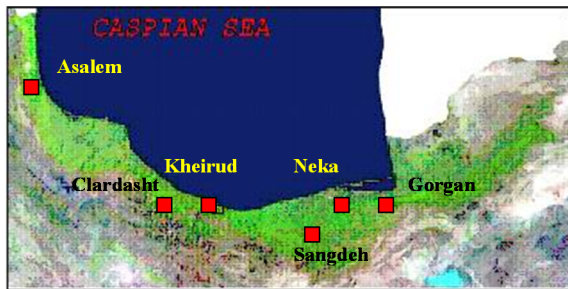 CASPIAN SEA
Asalem
Kheirud Neka
Clardasht Gorgan
Sangdeh